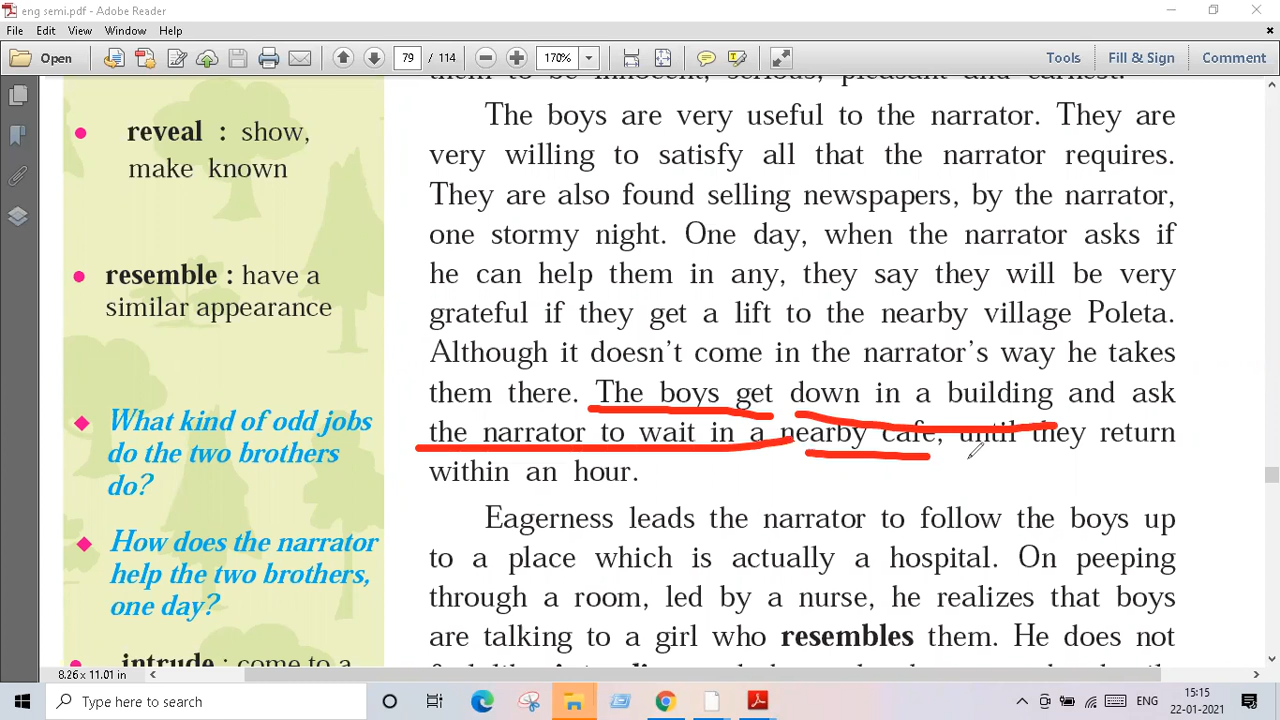 eng semi.pdf - Adobe Reader
File Edit View Window Help
Open 79 / 114 170% Tools Fill & Sign Comment
them to be innocent, serious, pleasant and earnest.
reveal : show,
make known
resemble : have a
similar appearance
What kind of odd jobs
do the two brothers
do?
How does the narrator
help the two brothers,
one day?
intrude : come to a
The boys are very useful to the narrator. They are
very willing to satisfy all that the narrator requires.
They are also found selling newspapers, by the narrator,
one stormy night. One day, when the narrator asks if
he can help them in any, they say they will be very
grateful if they get a lift to the nearby village Poleta.
Although it doesn't come in the narrator's way he takes
them there. The boys get down in a building and ask
the narrator to wait in a nearby cafe, until they return
within an hour.
Eagerness leads the narrator to follow the boys up
to a place which is actually a hospital. On peeping
through a room, led by a nurse, he realizes that boys
are talking to a girl who resembles them. He does not
8.26 x 11.01 in
Type here to search
ENG
15:15
22-01-2021